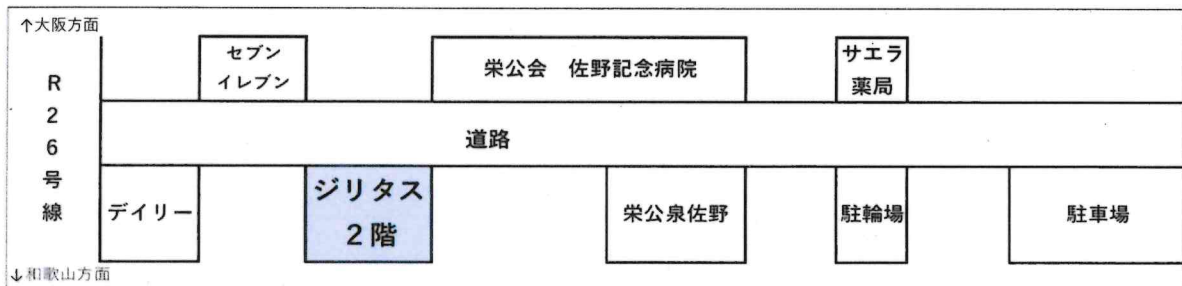 ↑大阪方面
R26号線
セブン
イレブン
栄公会 佐野記念病院
サエラ
薬局
道路
デイリー
ジリタス
2階
栄公泉佐野
駐輪場
駐車場
↓和歌山方面